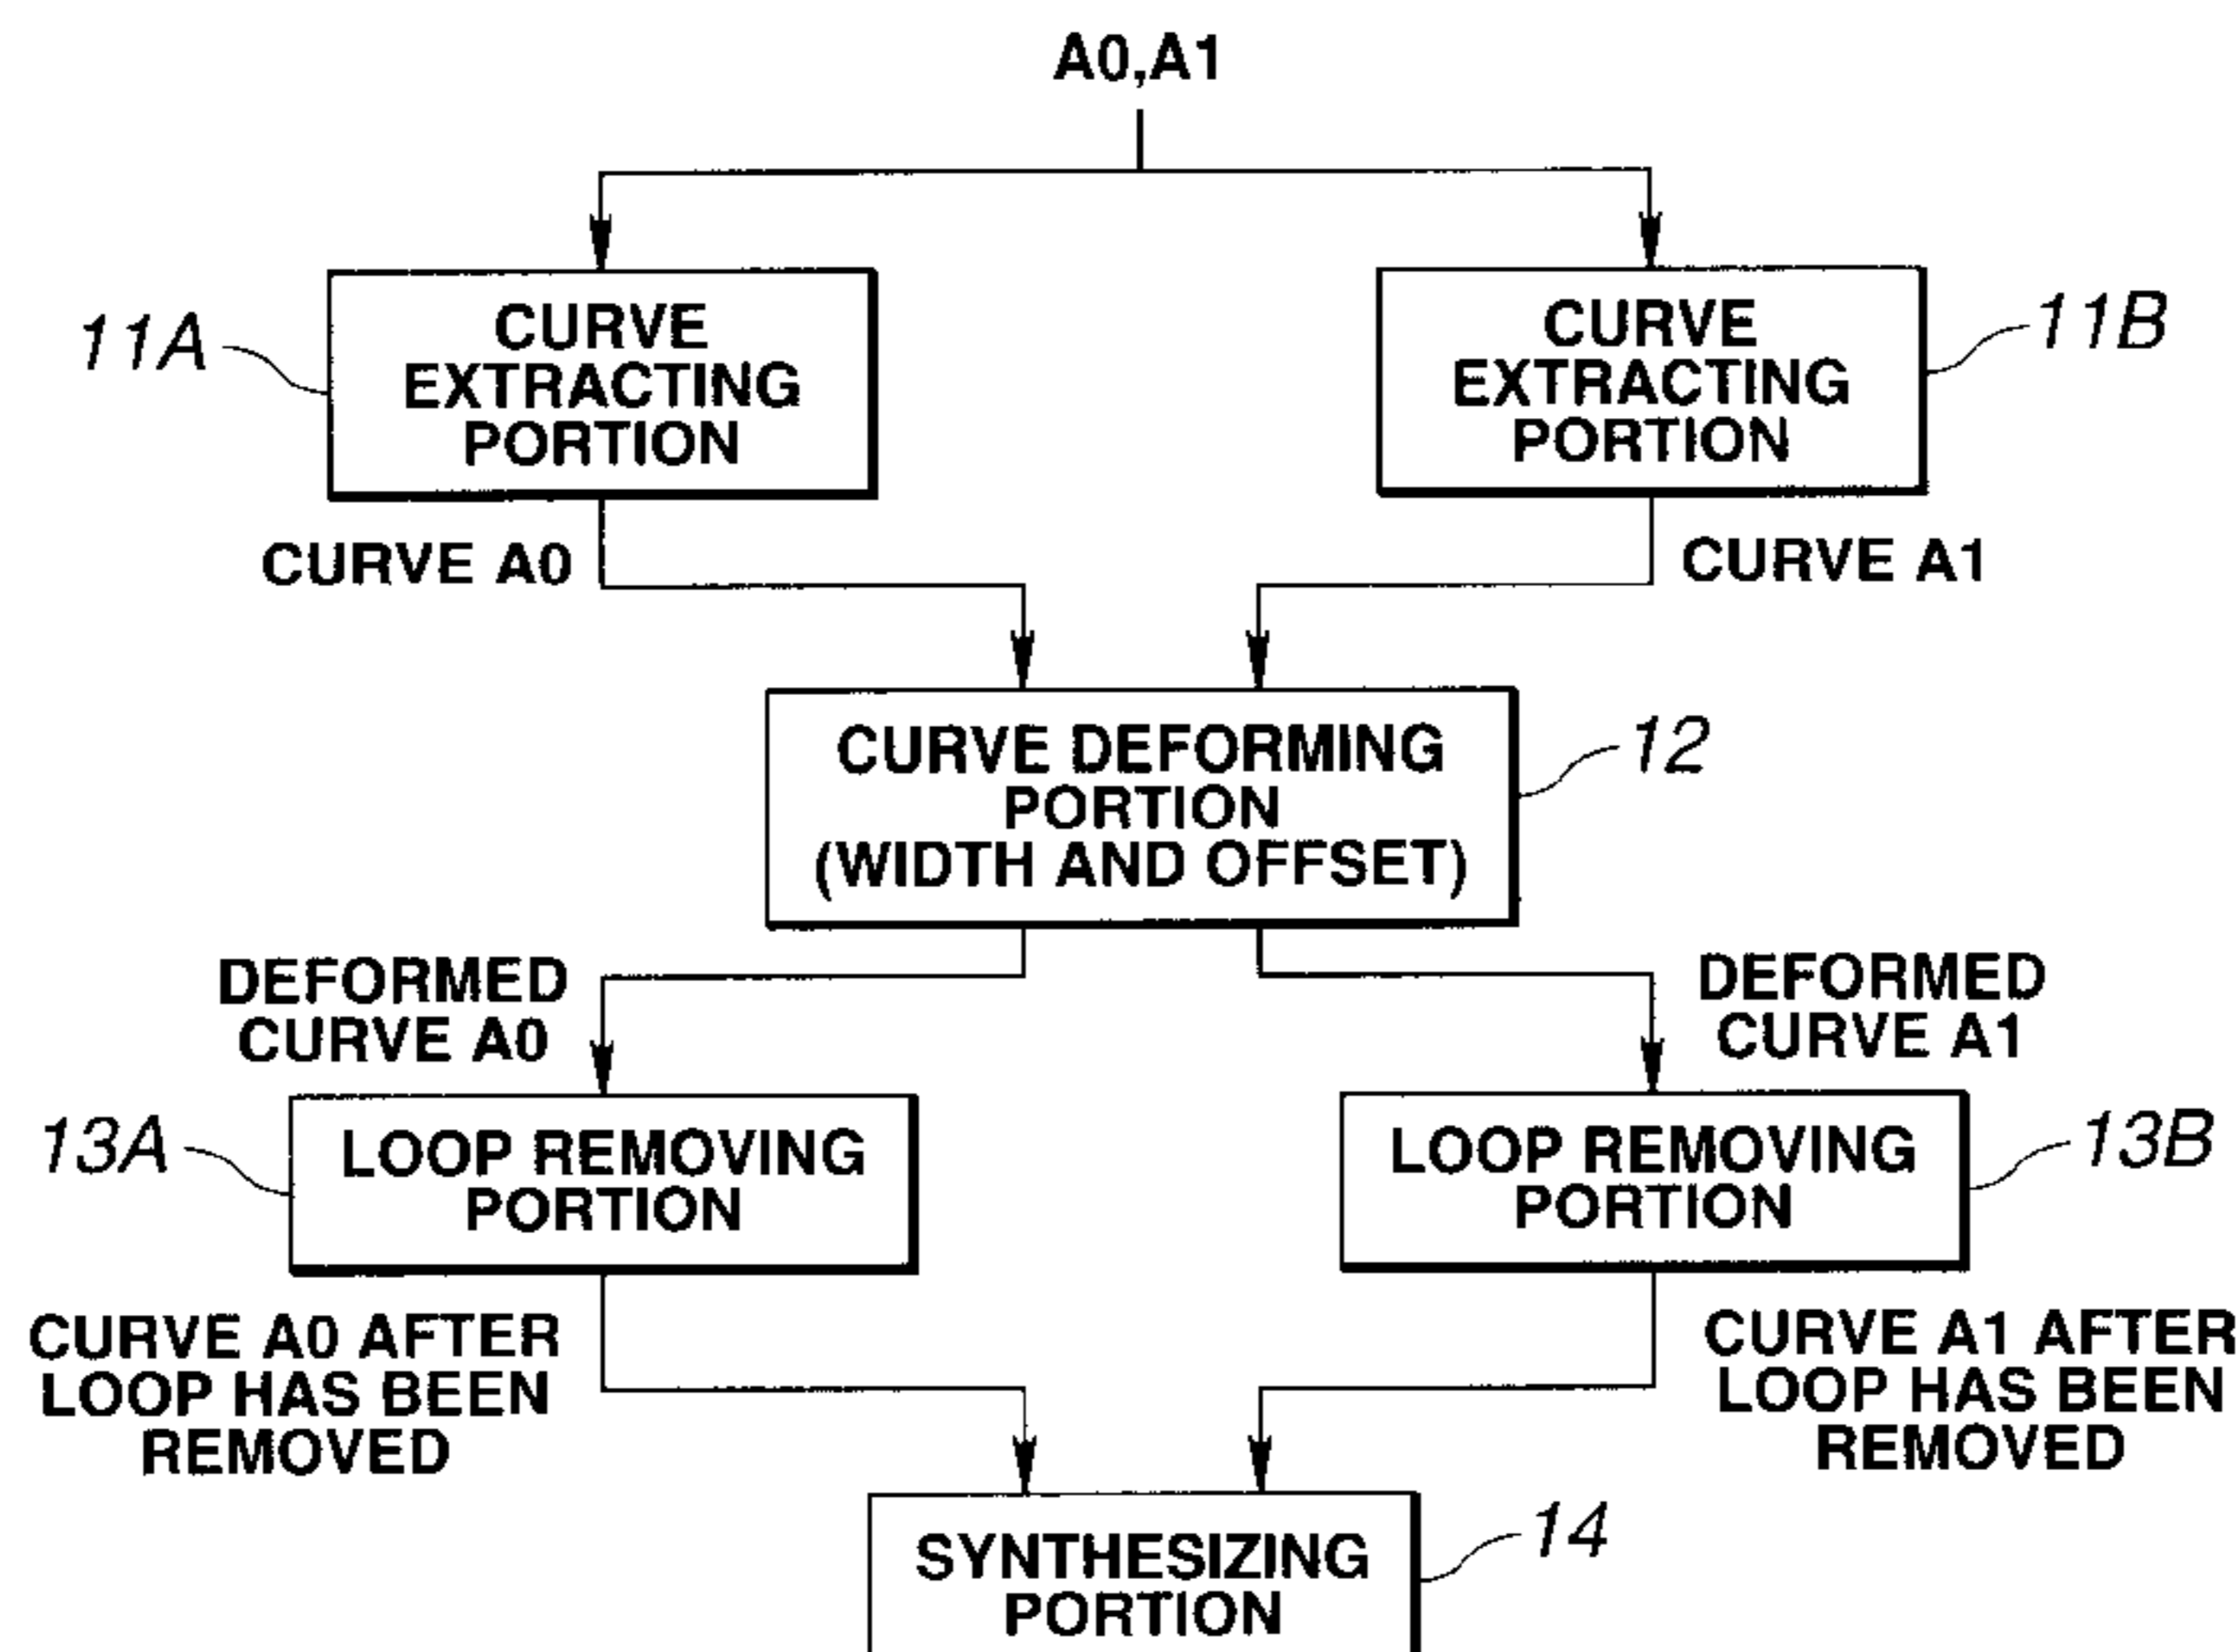 A0,A1
11A
CURVE
EXTRACTING
PORTION
CURVE
EXTRACTING
PORTION
11B
CURVE A0
CURVE A1
CURVE DEFORMING
PORTION
(WIDTH AND OFFSET)
12
DEFORMED
CURVE A0
DEFORMED
CURVE A1
13A
LOOP REMOVING
PORTION
LOOP REMOVING
PORTION
13B
CURVE A0 AFTER
LOOP HAS BEEN
REMOVED
CURVE A1 AFTER
LOOP HAS BEEN
REMOVED
SYNTHESIZING
PORTION
14